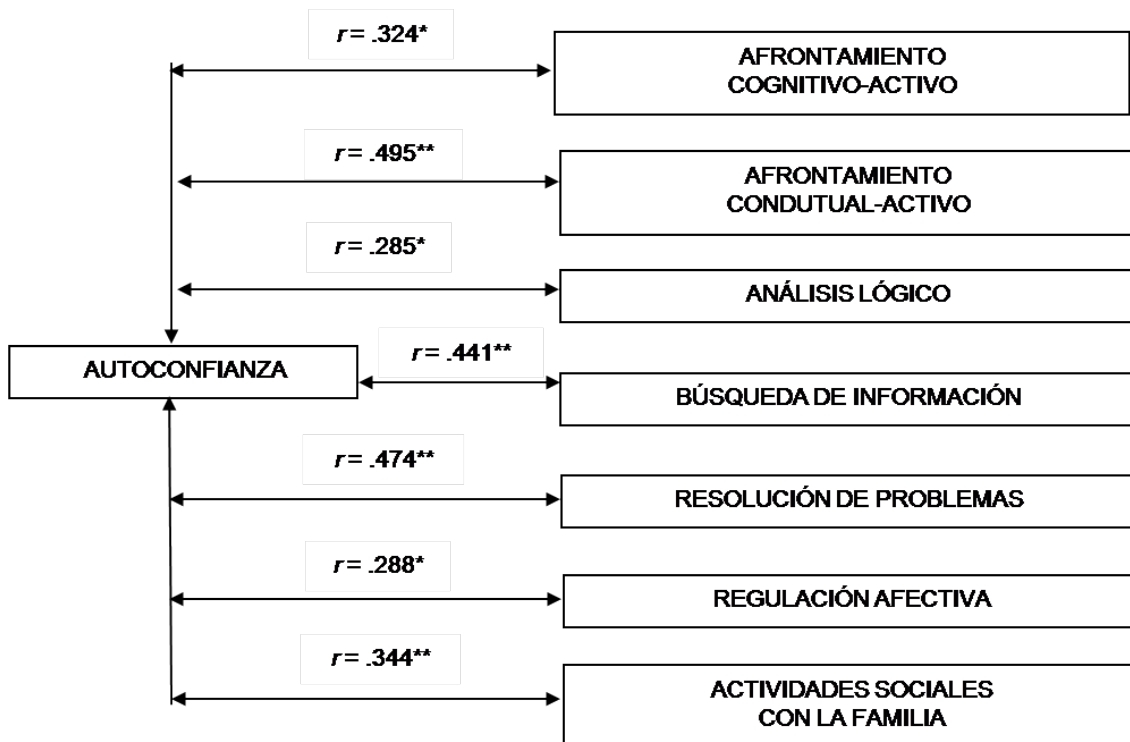 r = .324*
AFRONTAMIENTO
COGNITIVO-ACTIVO
r = .495**
AFRONTAMIENTO
CONDUTUAL-ACTIVO
r = .285*
ANÁLISIS LÓGICO
AUTOCONFIANZA
r = .441**
BÚSQUEDA DE INFORMACIÓN
r = .474**
RESOLUCIÓN DE PROBLEMAS
r = .288*
REGULACIÓN AFECTIVA
r = .344**
ACTIVIDADES SOCIALES
CON LA FAMILIA